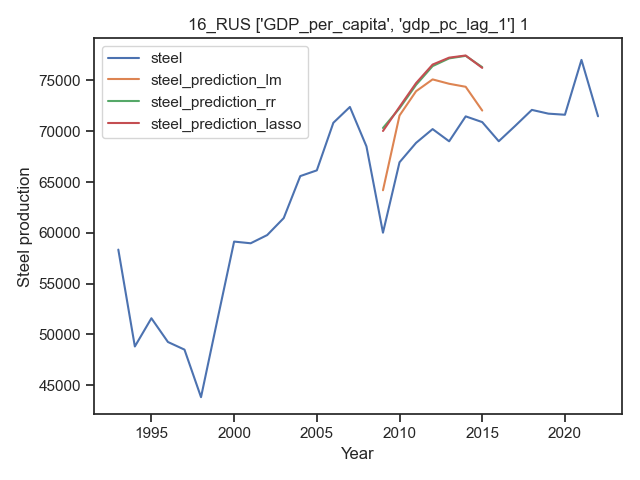 16_RUS ['GDP_per_capita', 'gdp_pc_lag_1'] 1
steel
steel_prediction_lm
steel_prediction_rr
steel_prediction_lasso
75000
70000
65000
60000
55000
50000
45000
Steel production
1995
2000
2005
2010
2015
2020
Year